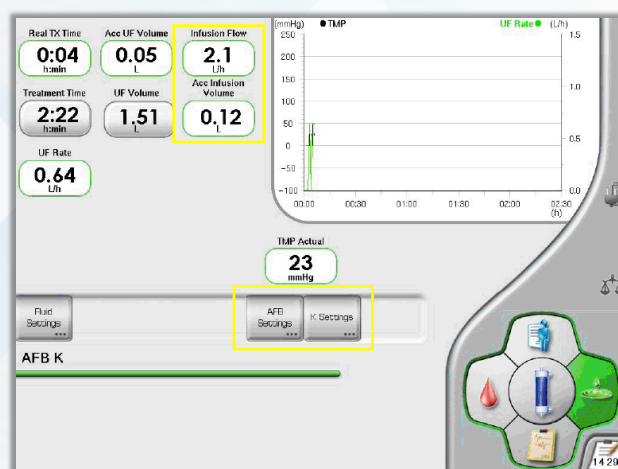 Real TX Time
0:04
h:min
Acc UF Volume
0.05
L
Infusion Flow
2.1
L/h
Treatment Time
2:22
h:min
UF Volume
1.51
L
Acc Infusion
Volume
0.12
L
UF Rate
0.64
L/h
(mmHg) TMP UF Rate (L/h)
250
200
150
100
50
0
-50
-100
1.5
1.0
0.5
0.0
00:00 00:30 01:00 01:30 02:00 02:30
(h)
TMP Actual
23
mmHg
Fluid
Settings
AFB
Settings
K Settings
AFB K
14 29